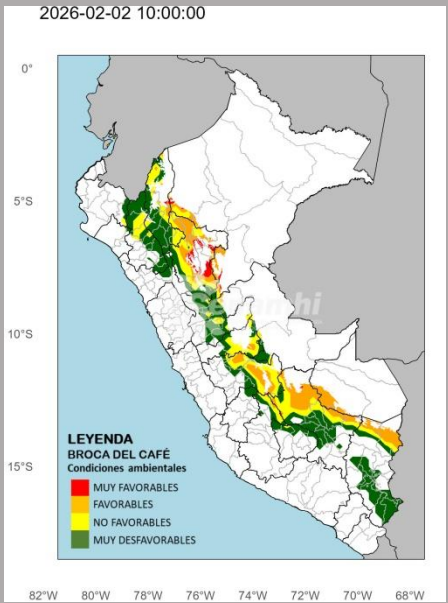 2026-02-02 10:00:00
0°
5°S
10°S
15°S
Senamhi
LEYENDA
BROCA DEL CAFÉ
Condiciones ambientales
MUY FAVORABLES
FAVORABLES
NO FAVORABLES
MUY DESFAVORABLES
82°W 80°W 78°W 76°W 74°W 72°W 70°W 68°W